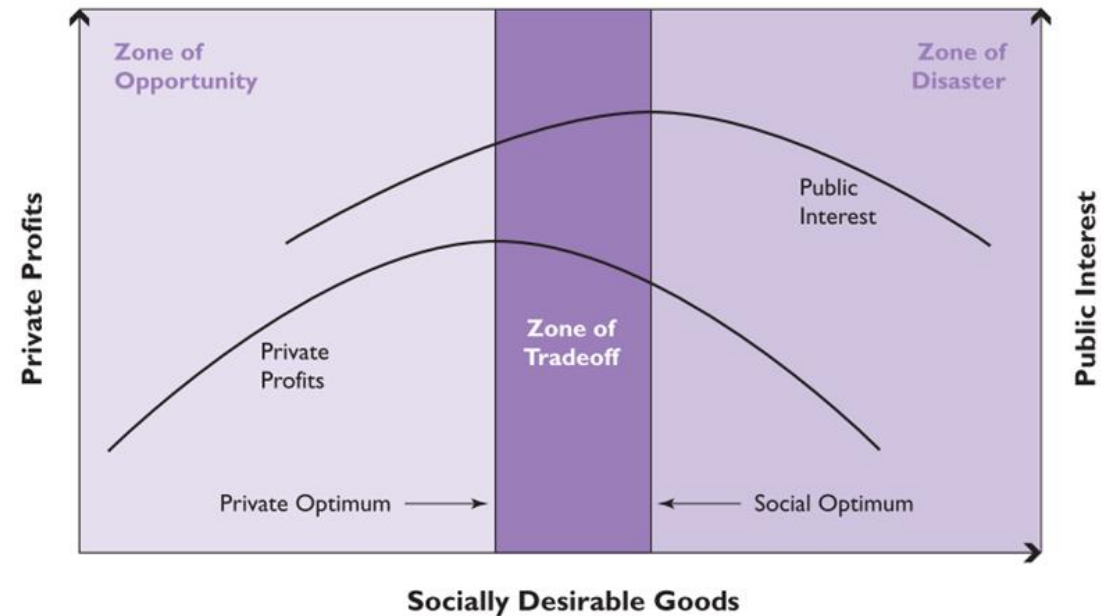 Zone of
Opportunity
Zone of
Disaster
Private Profits
Public Interest
Public
Interest
Zone of
Tradeoff
Private
Profits
Private Optimum
Social Optimum
Socially Desirable Goods